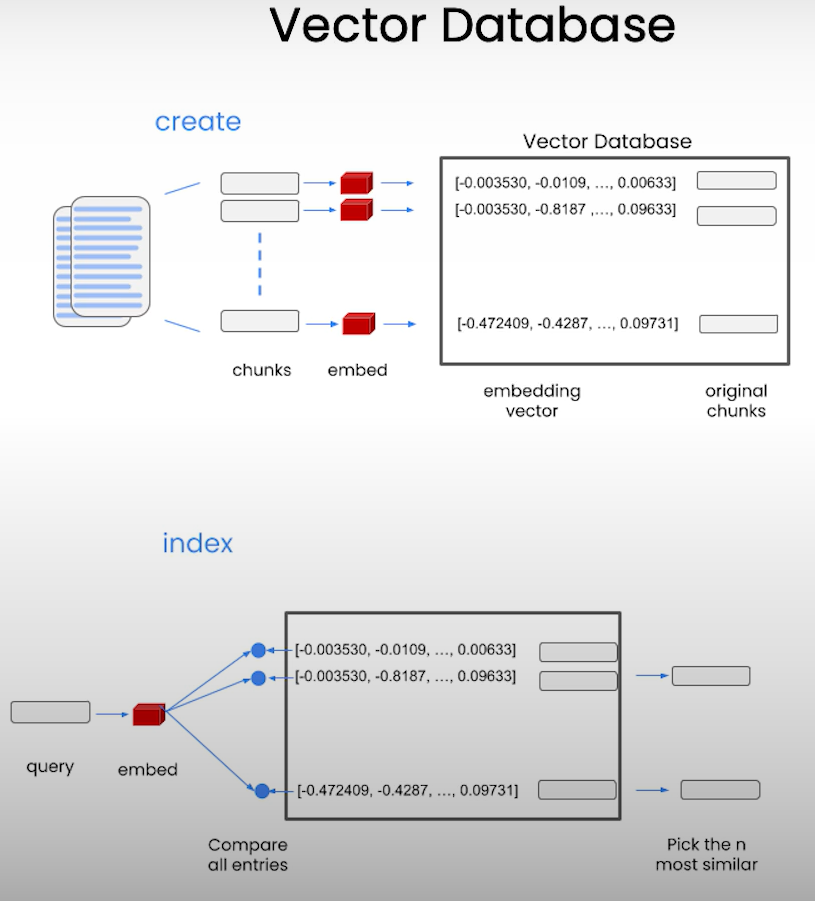 Vector Database
create
Vector Database
[-0.003530, -0.0109, ..., 0.00633]
[-0.003530, -0.8187 ,..., 0.09633]
[-0.472409, -0.4287, ..., 0.09731]
chunks
embed
embedding
vector
original
chunks
index
[-0.003530, -0.0109, ..., 0.00633]
[-0.003530, -0.8187, ..., 0.09633]
[-0.472409, -0.4287, ..., 0.09731]
query
embed
Compare
all entries
Pick the n
most similar